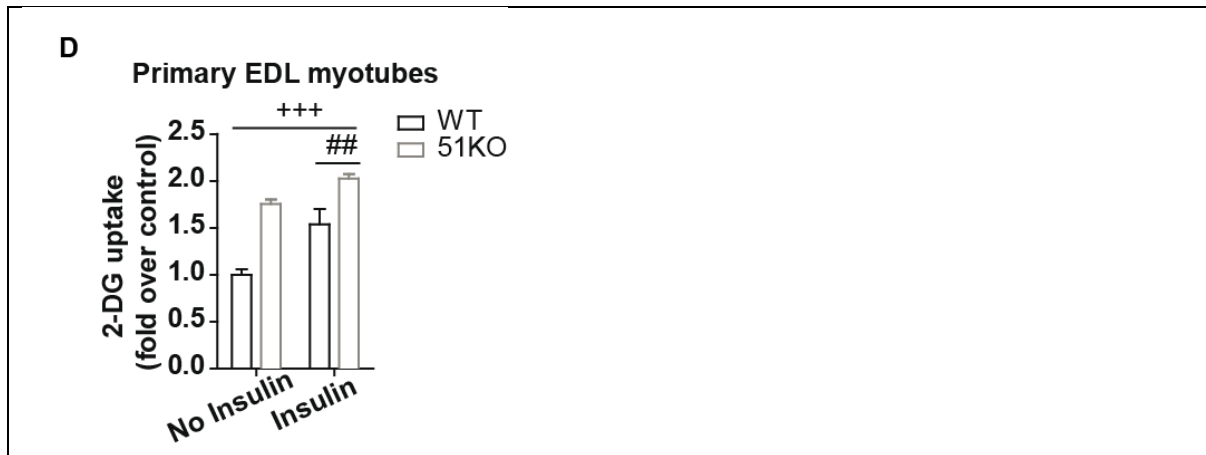 D
Primary EDL myotubes
+++
##
WT
51KO
2-DG uptake
(fold over control)
2.5
2.0
1.5
1.0
0.5
0.0
No Insulin
Insulin